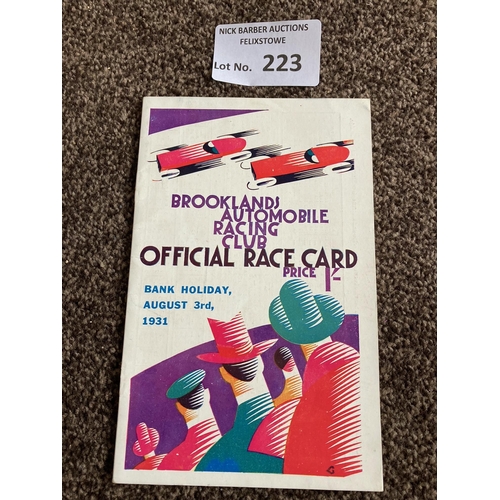 NICK BARBER AUCTIONS
FELIXSTOWE
Lot No. 223
BROOKLANDS
AUTOMOBILE
RACING
CLUB
OFFICIAL RACE CARD
PRICE 1/-
BANK HOLIDAY,
AUGUST 3rd,
1931